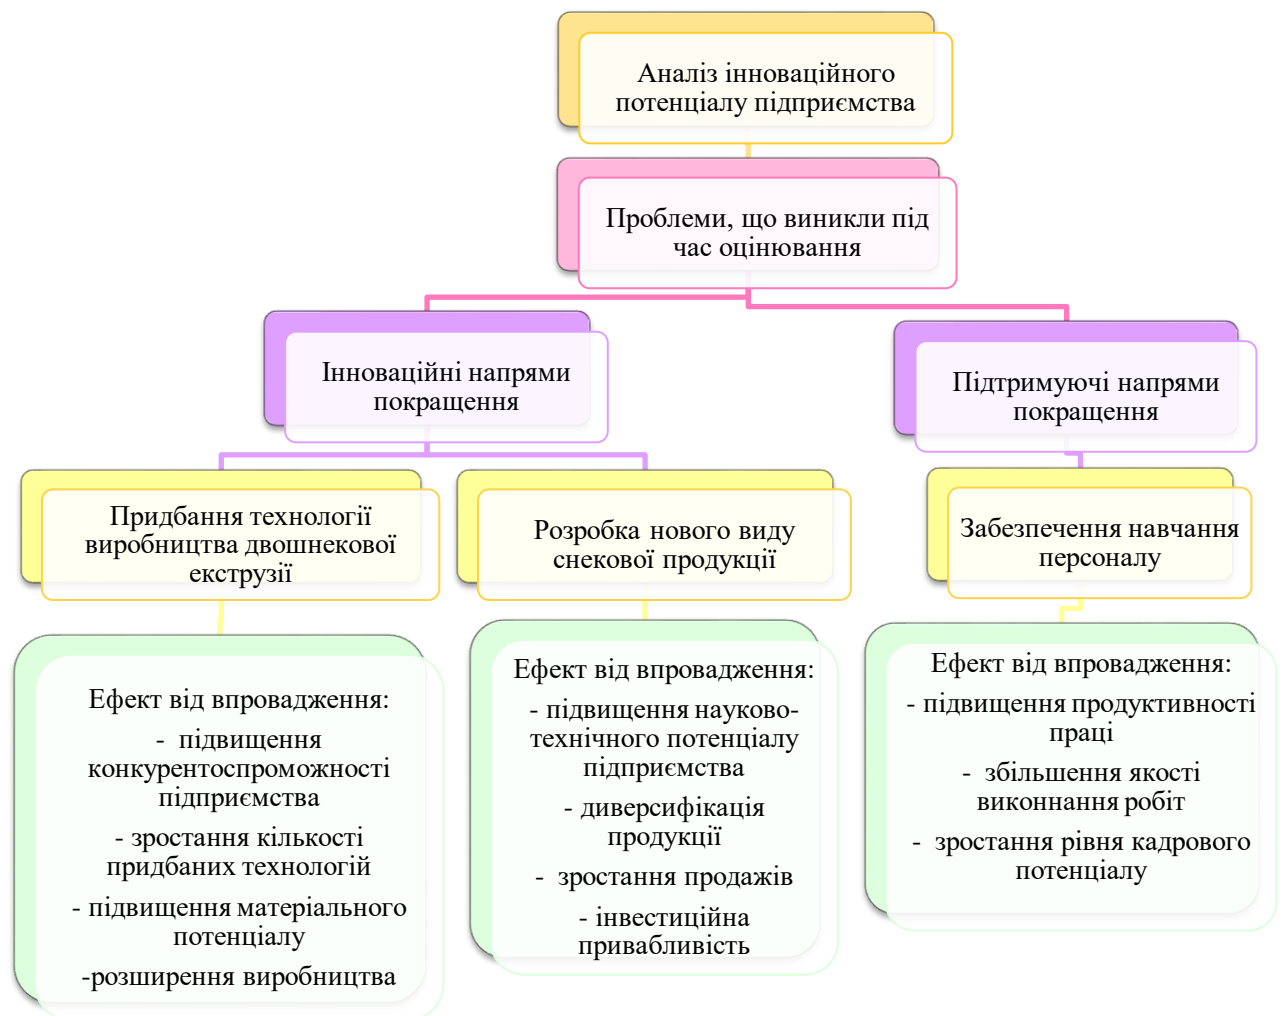 Аналіз інноваційного
потенціалу підприємства
Проблеми, що виникли під
час оцінювання
Інноваційні напрями
покращення
Підтримуючі напрями
покращення
Придбання технології
виробництва двошнекової
екструзії
Розробка нового виду
снекової продукції
Забезпечення навчання
персоналу
Ефект від впровадження:
- підвищення
конкурентоспроможності
підприємства
- зростання кількості
придбаних технологій
- підвищення матеріального
потенціалу
-розширення виробництва
Ефект від впровадження:
- підвищення науково-
технічного потенціалу
підприємства
- диверсифікація
продукції
- зростання продажів
- інвестиційна
привабливість
Ефект від впровадження:
- підвищення продуктивності
праці
- збільшення якості
виконнання робіт
- зростання рівня кадрового
потенціалу